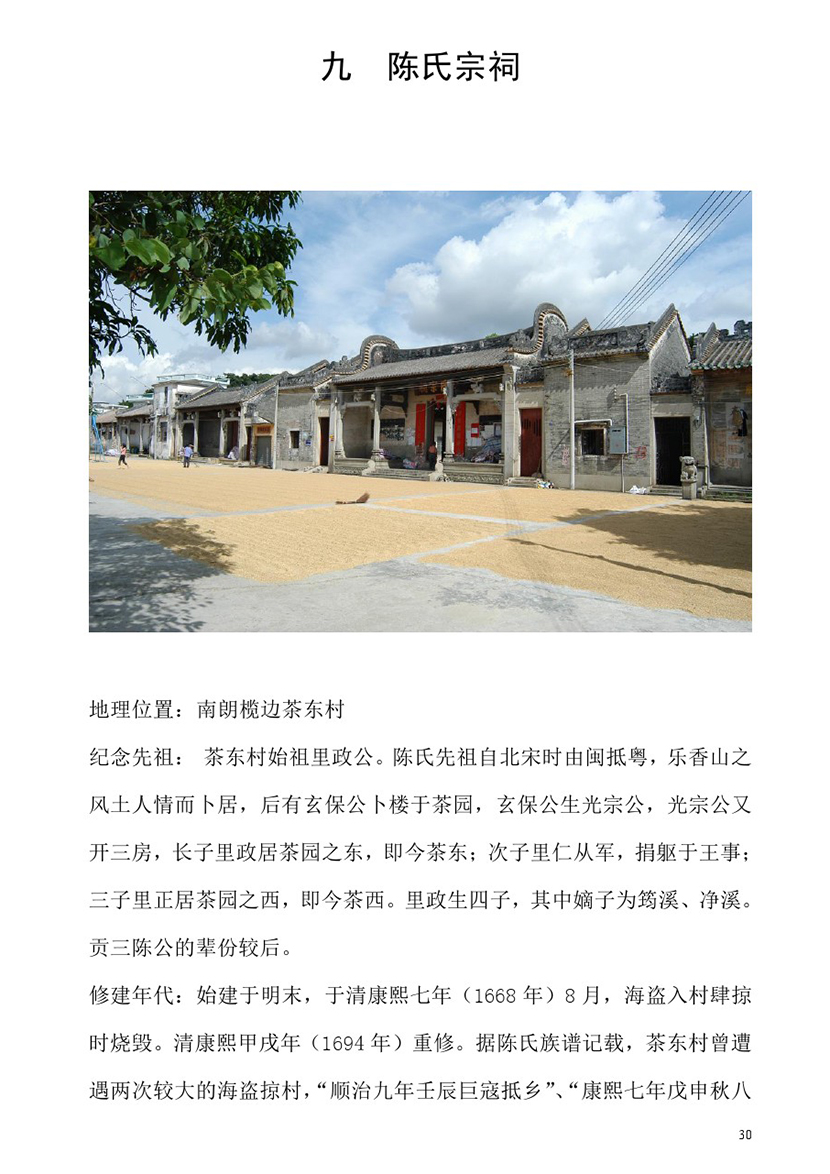 九 陈氏宗祠
地理位置：南朗榄边茶东村
纪念先祖： 茶东村始祖里政公。陈氏先祖自北宋时由闽抵粤，乐香山之
风土人情而卜居，后有玄保公卜楼于茶园，玄保公生光宗公，光宗公又
开三房，长子里政居茶园之东，即今茶东；次子里仁从军，捐躯于王事；
三子里正居茶园之西，即今茶西。里政生四子，其中嫡子为筠溪、净溪。
贡三陈公的辈份较后。
修建年代：始建于明末，于清康熙七年（1668 年）8 月，海盗入村肆掠
时烧毁。清康熙甲戌年（1694 年）重修。据陈氏族谱记载，茶东村曾遭
遇两次较大的海盗掠村，“顺治九年壬辰巨寇抵乡”、“康熙七年戊申秋八
30